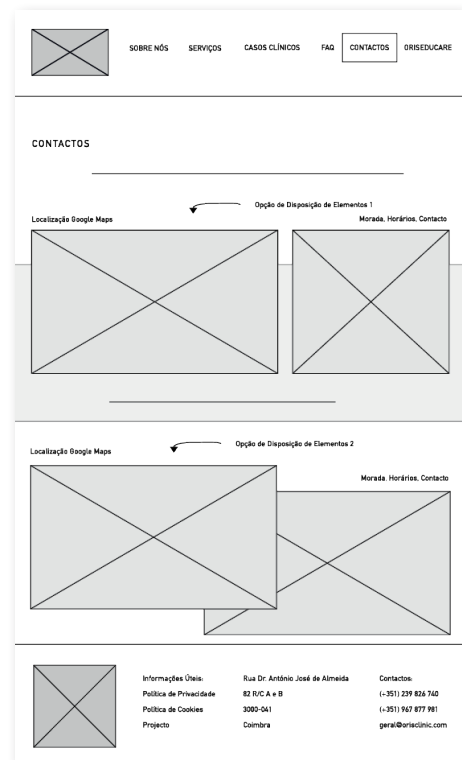 SOBRE NÓS SERVIÇOS CASOS CLÍNICOS FAQ CONTACTOS ORISEDUCARE
CONTACTOS
Opção de Disposição de Elementos 1
Localização Google Maps
Morada, Horários, Contacto
Opção de Disposição de Elementos 2
Localização Google Maps
Morada, Horários, Contacto
Informações Úteis:
Política de Privacidade
Política de Cookies
Projecto
Rua Dr. António José de Almeida
82 R/C A e B
3000-041
Coimbra
Contactos:
(+351) 239 826 740
(+351) 967 877 981
geral@orisclinic.com